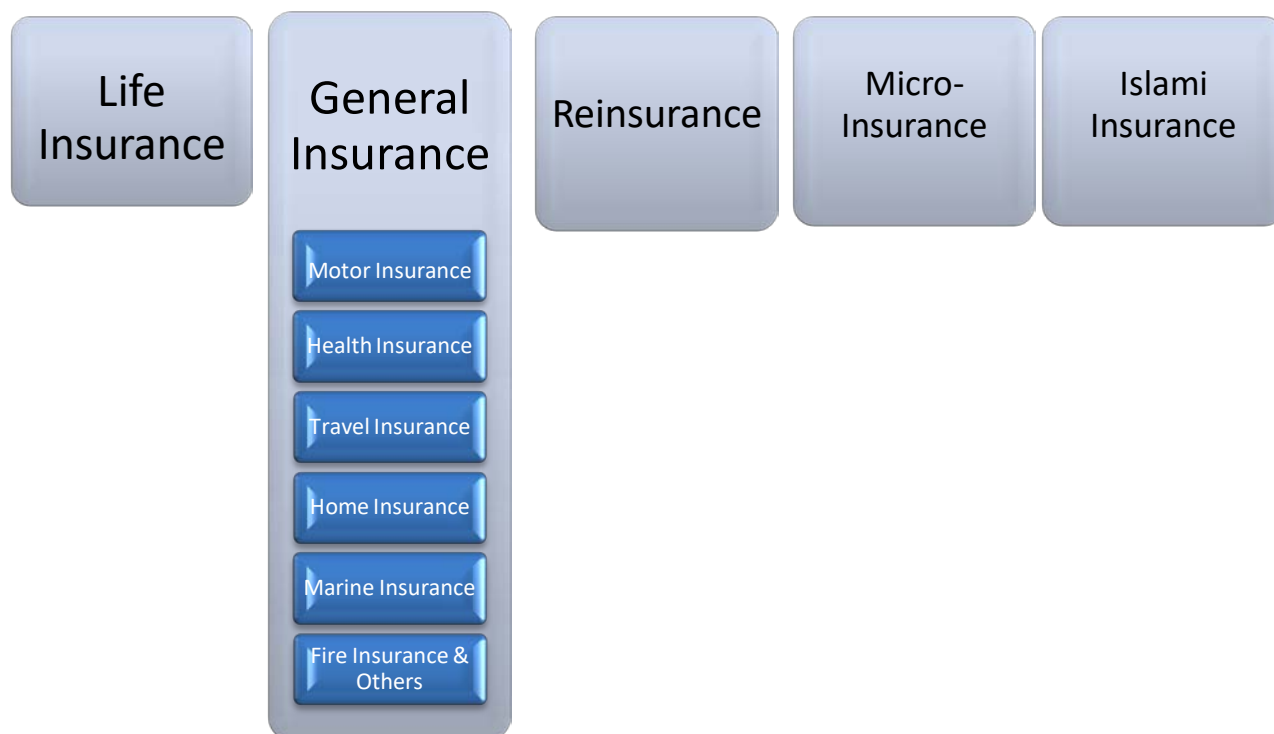 Life
Insurance
General
Insurance
Motor Insurance
Health Insurance
Travel Insurance
Home Insurance
Marine Insurance
Fire Insurance &
Others
Reinsurance
Micro-
Insurance
Islami
Insurance